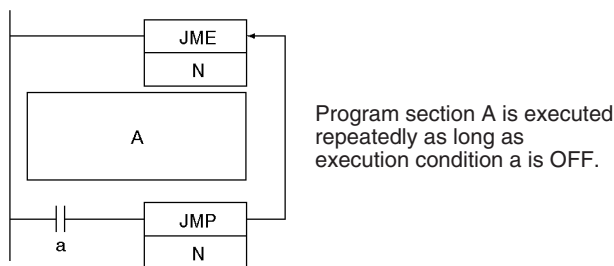 JME
N
A
Program section A is executed
repeatedly as long as
execution condition a is OFF.
JMP
N
a